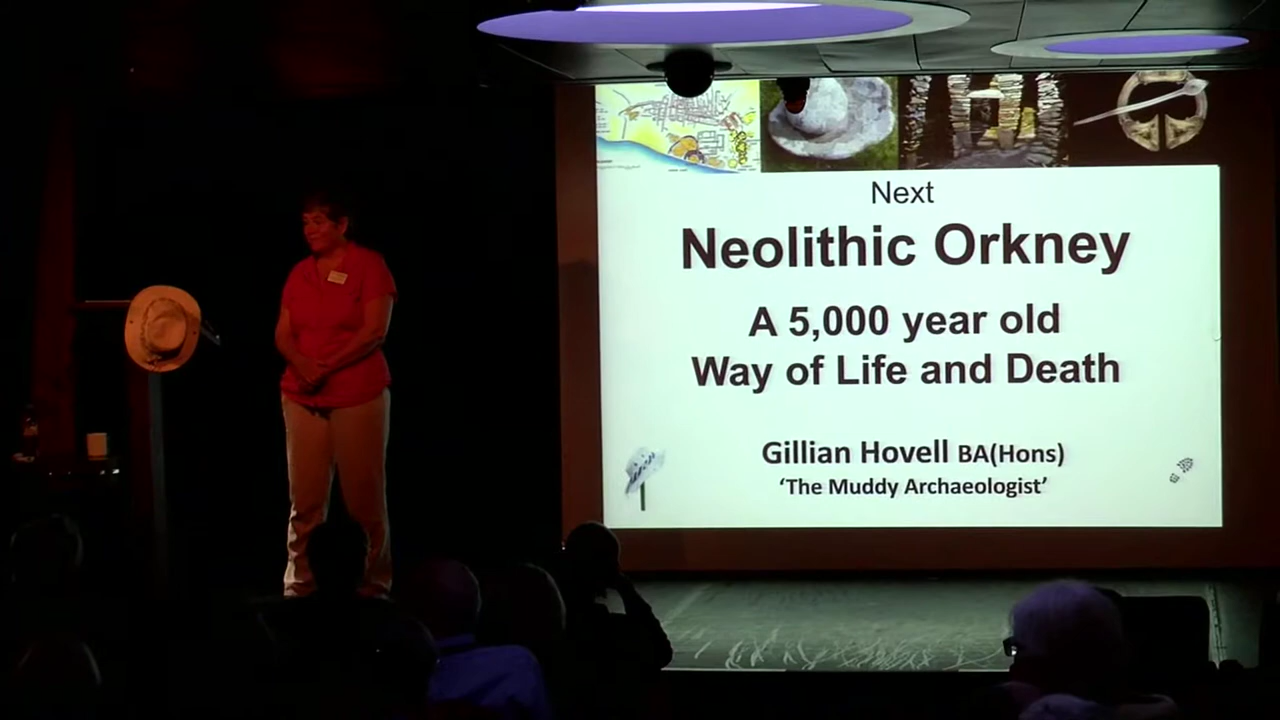 Next
Neolithic Orkney
A 5,000 year old
Way of Life and Death
Gillian Hovell BA(Hons)
‘The Muddy Archaeologist’